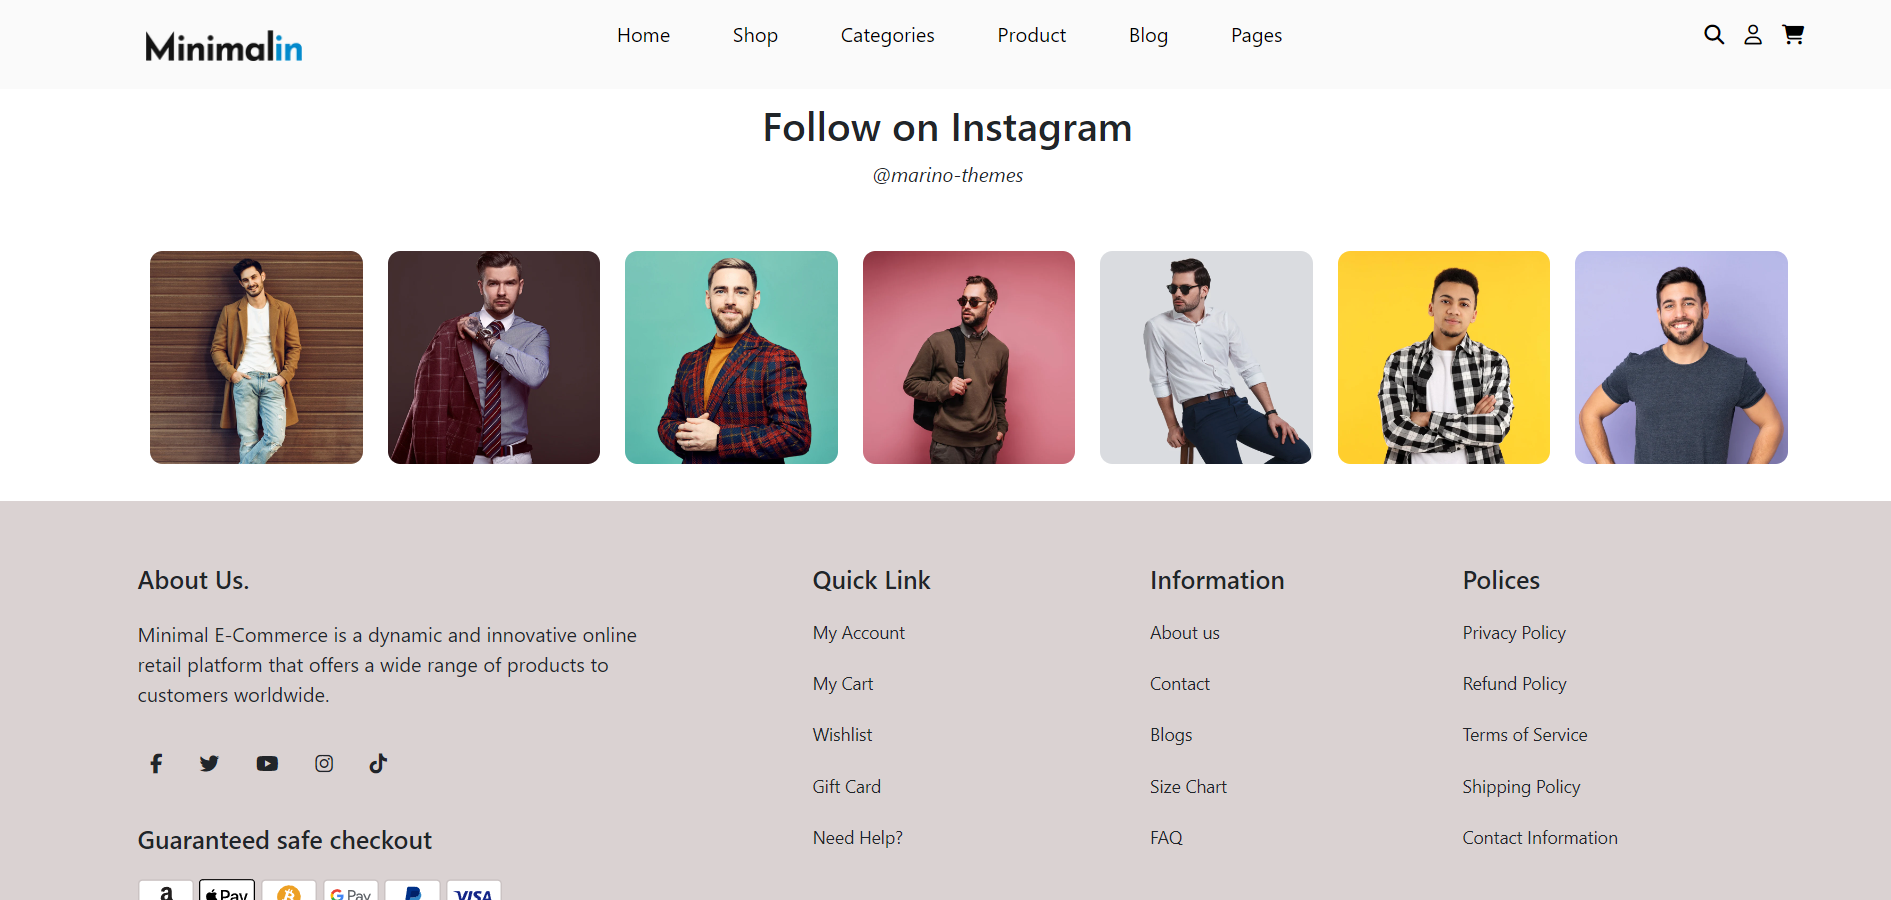 Minimalin
Home Shop Categories Product Blog Pages
Follow on Instagram
@marino-themes
About Us.
Minimal E-Commerce is a dynamic and innovative online
retail platform that offers a wide range of products to
customers worldwide.
Guaranteed safe checkout
a Pay B G Pay P VISA
Quick Link
My Account
My Cart
Wishlist
Gift Card
Need Help?
Information
About us
Contact
Blogs
Size Chart
FAQ
Polices
Privacy Policy
Refund Policy
Terms of Service
Shipping Policy
Contact Information